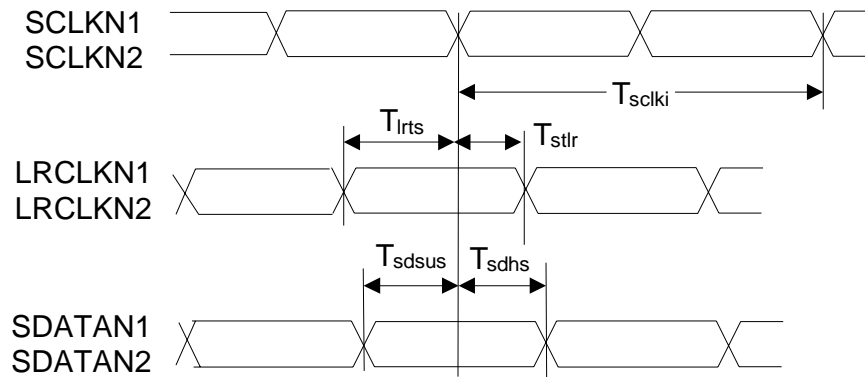 SCLKN1
SCLKN2
Tsclki
Tlrts
Tstlr
LRCLKN1
LRCLKN2
Tsdsus
Tsdhs
SDATAN1
SDATAN2